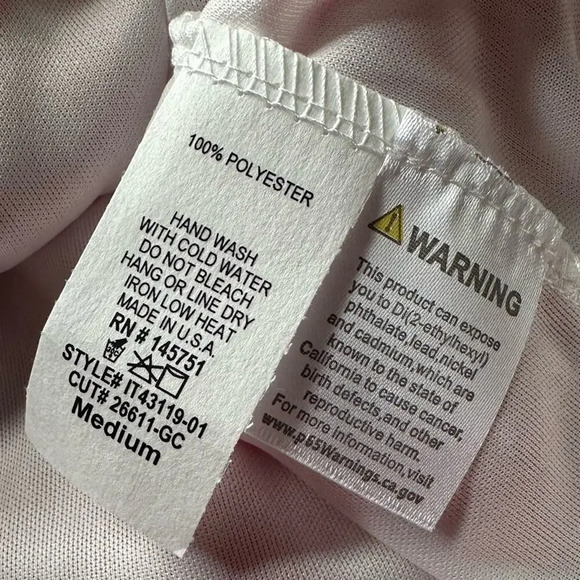 100% POLYESTER
HAND WASH
WITH COLD WATER
DO NOT BLEACH
HANG OR LINE DRY
IRON LOW HEAT
MADE IN U.S.A.
RN # 145751
STYLE# IT43119-01
CUT# 26611-GC
Medium
WARNING
This product can expose
you to Di(2-ethylhexyl)
phthalate,lead,nickel
and cadmium,which are
known to the state of
California to cause cancer,
birth defects,and other
reproductive harm.
For more information,visit
www.p65Warnings.ca.gov